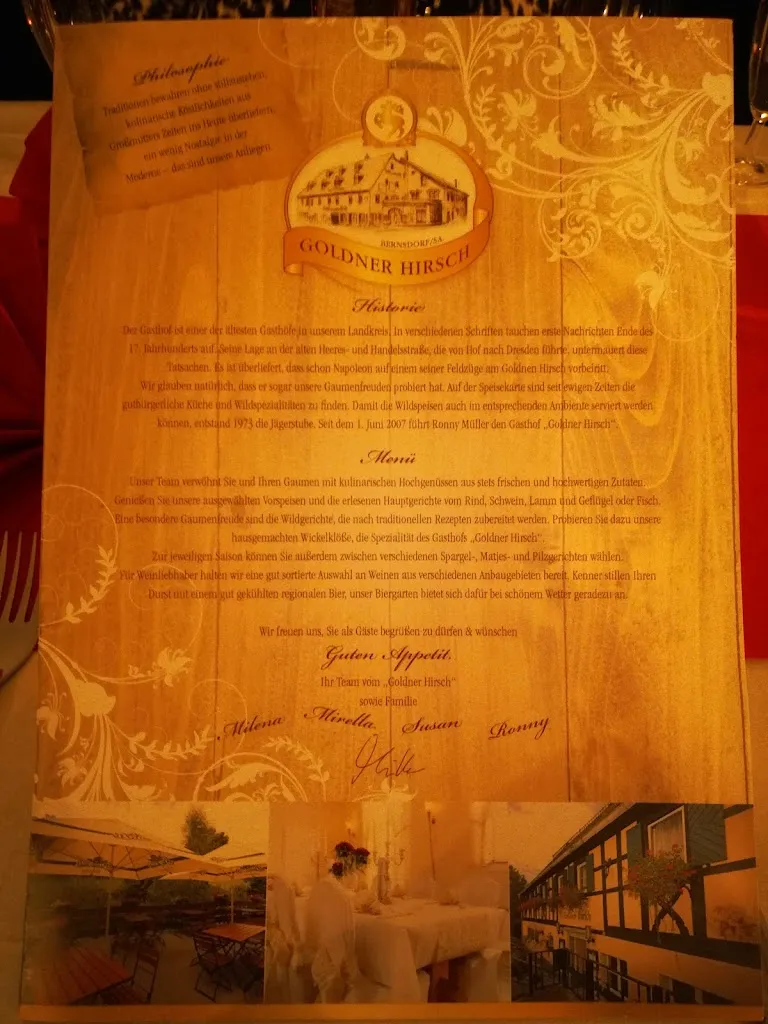 Philosophie
Traditionen bewahren ohne stillzustehen,
kulinarische Köstlichkeiten aus
Großmutters Zeiten ins Heute überliefern,
ein wenig Nostalgie in der
Moderne – das sind unsere Anliegen.
BERNSDORF/SA.
GOLDNER HIRSCH
Historie
Der Gasthof ist einer der ältesten Gasthöfe in unserem Landkreis. In verschiedenen Schriften tauchen erste Nachrichten Ende des
17. Jahrhunderts auf. Seine Lage an der alten Heeres- und Handelsstraße, die von Hof nach Dresden führte, untermauert diese
Tatsachen. Es ist überliefert, dass schon Napoleon auf einem seiner Feldzüge am Goldnen Hirsch vorbeiritt.
Wir glauben natürlich, dass er sogar unsere Gaumenfreuden probiert hat. Auf der Speisekarte sind seit ewigen Zeiten die
gutbürgerliche Küche und Wildspezialitäten zu finden. Damit die Wildspeisen auch im entsprechenden Ambiente serviert werden
können, entstand 1973 die Jägerstube. Seit dem 1. Juni 2007 führt Ronny Müller den Gasthof „Goldner Hirsch“.
Menü
Unser Team verwöhnt Sie und Ihren Gaumen mit kulinarischen Hochgenüssen aus stets frischen und hochwertigen Zutaten.
Genießen Sie unsere ausgewählten Vorspeisen und die erlesenen Hauptgerichte vom Rind, Schwein, Lamm und Geflügel oder Fisch.
Eine besondere Gaumenfreude sind die Wildgerichte, die nach traditionellen Rezepten zubereitet werden. Probieren Sie dazu unsere
hausgemachten Wickelklöße, die Spezialität des Gasthofs „Goldner Hirsch“.
Zur jeweiligen Saison können Sie außerdem zwischen verschiedenen Spargel-, Matjes- und Pilzgerichten wählen.
Für Weinliebhaber halten wir eine gut sortierte Auswahl an Weinen aus verschiedenen Anbaugebieten bereit. Kenner stillen Ihren
Durst mit einem gut gekühlten regionalen Bier, unser Biergarten bietet sich dafür bei schönem Wetter geradezu an.
Wir freuen uns, Sie als Gäste begrüßen zu dürfen & wünschen
Guten Appetit.
Ihr Team vom „Goldner Hirsch“
sowie Familie
Milena Mirella Susan Ronny